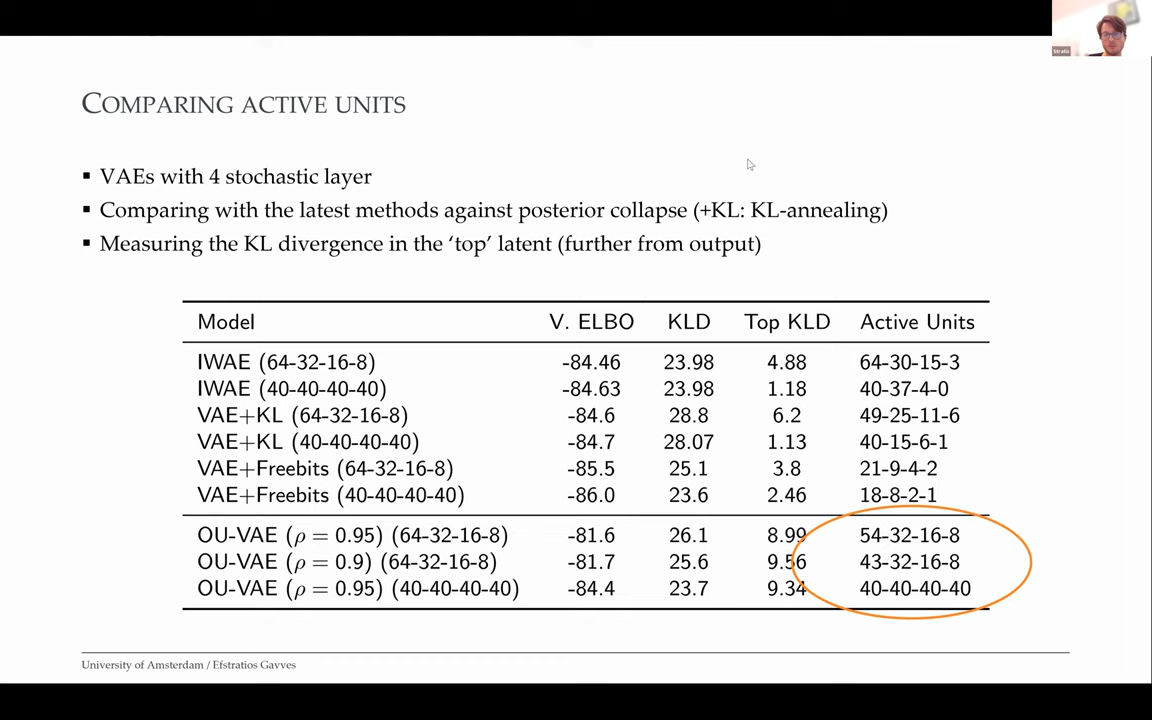 Stratis
COMPARING ACTIVE UNITS
▪ VAEs with 4 stochastic layer
▪ Comparing with the latest methods against posterior collapse (+KL: KL-annealing)
▪ Measuring the KL divergence in the ‘top’ latent (further from output)
Model V. ELBO KLD Top KLD Active Units
IWAE (64-32-16-8) -84.46 23.98 4.88 64-30-15-3
IWAE (40-40-40-40) -84.63 23.98 1.18 40-37-4-0
VAE+KL (64-32-16-8) -84.6 28.8 6.2 49-25-11-6
VAE+KL (40-40-40-40) -84.7 28.07 1.13 40-15-6-1
VAE+Freebits (64-32-16-8) -85.5 25.1 3.8 21-9-4-2
VAE+Freebits (40-40-40-40) -86.0 23.6 2.46 18-8-2-1
OU-VAE (ρ = 0.95) (64-32-16-8) -81.6 26.1 8.99 54-32-16-8
OU-VAE (ρ = 0.9) (64-32-16-8) -81.7 25.6 9.56 43-32-16-8
OU-VAE (ρ = 0.95) (40-40-40-40) -84.4 23.7 9.34 40-40-40-40
University of Amsterdam / Efstratios Gavves